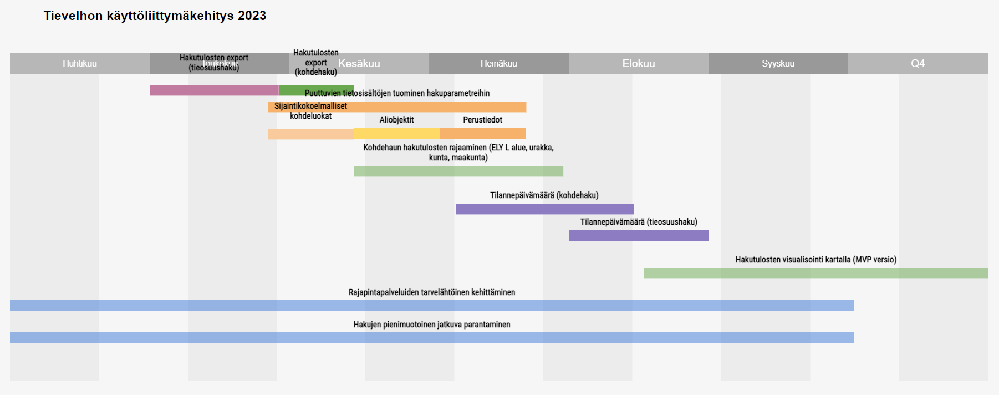 Tievelhon käyttöliittymäkehitys 2023
Huhtikuu
Toukokuu
Kesäkuu
Heinäkuu
Elokuu
Syyskuu
Q4
Hakutulosten export
(tieosuushaku)
Hakutulosten
export
(kohdehaku)
Puuttuvien tietosisältöjen tuominen hakuparametreihin
Sijaintikokoelmalliset
kohdeluokat
Aliobjektit
Perustiedot
Kohdehaun hakutulosten rajaaminen (ELY L alue, urakka,
kunta, maakunta)
Tilannepäivämäärä (kohdehaku)
Tilannepäivämäärä (tieosuushaku)
Hakutulosten visualisointi kartalla (MVP versio)
Rajapintapalveluiden tarvelähtöinen kehittäminen
Hakujen pienimuotoinen jatkuva parantaminen